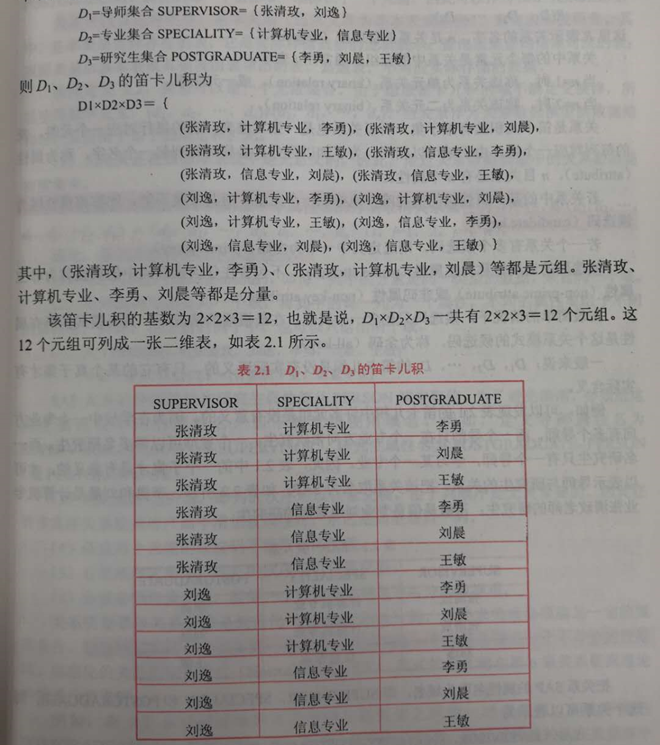 D₁=导师集合 SUPERVISOR={张清玫，刘逸}
D₂=专业集合 SPECIALITY={计算机专业，信息专业}
D₃=研究生集合 POSTGRADUATE={李勇，刘晨，王敏}
则 D₁、D₂、D₃ 的笛卡儿积为
D1×D2×D3={
(张清玫，计算机专业，李勇)，(张清玫，计算机专业，刘晨)，
(张清玫，计算机专业，王敏)，(张清玫，信息专业，李勇)，
(张清玫，信息专业，刘晨)，(张清玫，信息专业，王敏)，
(刘逸，计算机专业，李勇)，(刘逸，计算机专业，刘晨)，
(刘逸，计算机专业，王敏)，(刘逸，信息专业，李勇)，
(刘逸，信息专业，刘晨)，(刘逸，信息专业，王敏) }
其中，(张清玫，计算机专业，李勇)、(张清玫，计算机专业，刘晨) 等都是元组。张清玫、
计算机专业、李勇、刘晨等都是分量。
该笛卡儿积的基数为 2×2×3=12，也就是说，D₁×D₂×D₃ 一共有 2×2×3=12 个元组。这
12 个元组可列成一张二维表，如表 2.1 所示。
表 2.1 D₁、D₂、D₃ 的笛卡儿积
SUPERVISOR SPECIALITY POSTGRADUATE
张清玫 计算机专业 李勇
张清玫 计算机专业 刘晨
张清玫 计算机专业 王敏
张清玫 信息专业 李勇
张清玫 信息专业 刘晨
张清玫 信息专业 王敏
刘逸 计算机专业 李勇
刘逸 计算机专业 刘晨
刘逸 计算机专业 王敏
刘逸 信息专业 李勇
刘逸 信息专业 刘晨
刘逸 信息专业 王敏